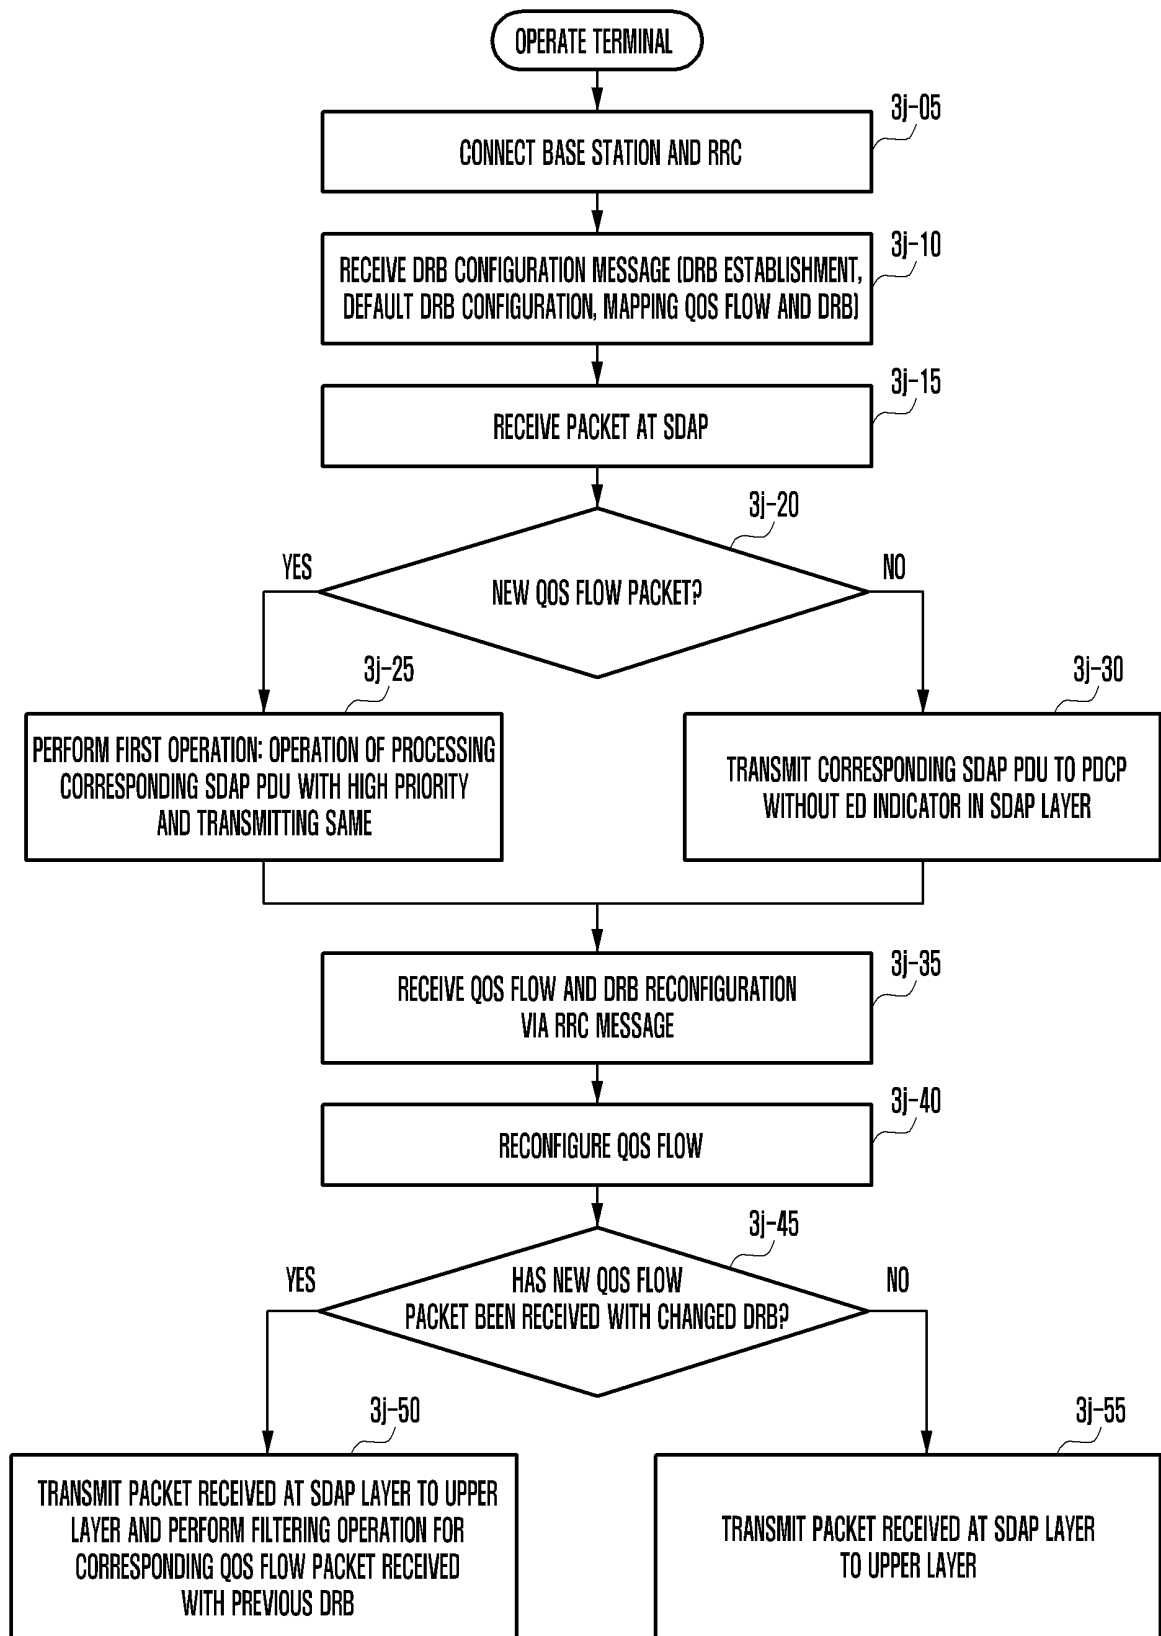 OPERATE TERMINAL
3j-05
CONNECT BASE STATION AND RRC
3j-10
RECEIVE DRB CONFIGURATION MESSAGE (DRB ESTABLISHMENT,
DEFAULT DRB CONFIGURATION, MAPPING QOS FLOW AND DRB)
3j-15
RECEIVE PACKET AT SDAP
3j-20
YES
NO
NEW QOS FLOW PACKET?
3j-25
3j-30
PERFORM FIRST OPERATION: OPERATION OF PROCESSING
CORRESPONDING SDAP PDU WITH HIGH PRIORITY
AND TRANSMITTING SAME
TRANSMIT CORRESPONDING SDAP PDU TO PDCP
WITHOUT ED INDICATOR IN SDAP LAYER
3j-35
RECEIVE QOS FLOW AND DRB RECONFIGURATION
VIA RRC MESSAGE
3j-40
RECONFIGURE QOS FLOW
3j-45
YES
NO
HAS NEW QOS FLOW
PACKET BEEN RECEIVED WITH CHANGED DRB?
3j-50
3j-55
TRANSMIT PACKET RECEIVED AT SDAP LAYER TO UPPER
LAYER AND PERFORM FILTERING OPERATION FOR
CORRESPONDING QOS FLOW PACKET RECEIVED
WITH PREVIOUS DRB
TRANSMIT PACKET RECEIVED AT SDAP LAYER
TO UPPER LAYER